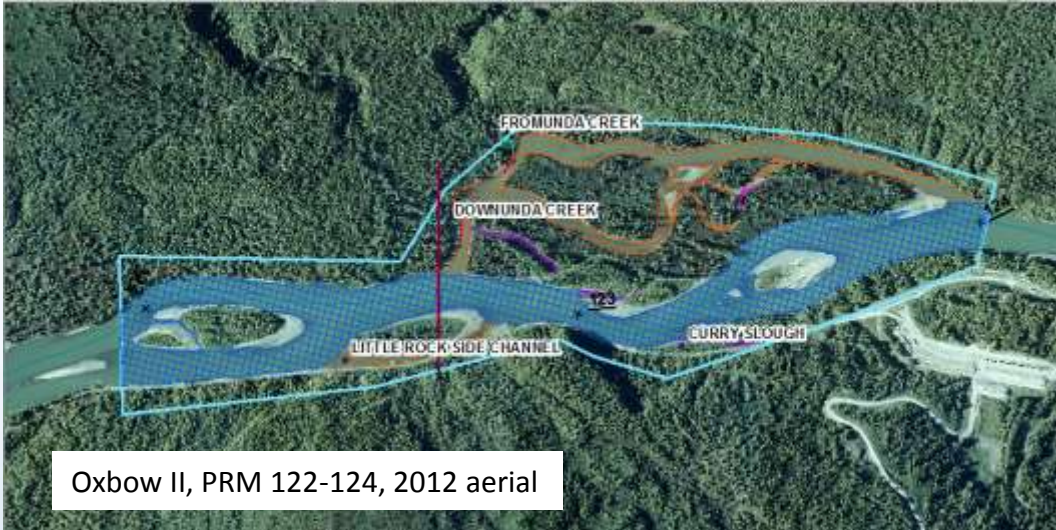 FROMUNDA CREEK
DOWNUNDA CREEK
123
CURRY SLOUGH
LITTLE ROCK SIDE CHANNEL
Oxbow II, PRM 122-124, 2012 aerial